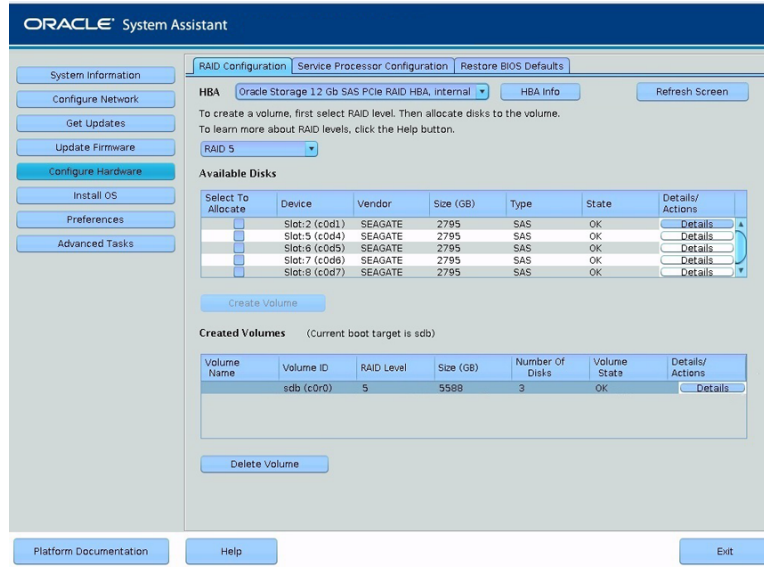 ORACLE System Assistant
System Information
Configure Network
Get Updates
Update Firmware
Configure Hardware
Install OS
Preferences
Advanced Tasks
RAID Configuration Service Processor Configuration Restore BIOS Defaults
HBA Oracle Storage 12 Gb SAS PCIe RAID HBA, internal HBA Info Refresh Screen
To create a volume, first select RAID level. Then allocate disks to the volume.
To learn more about RAID levels, click the Help button.
RAID 5
Available Disks
Select To Allocate Device Vendor Size (GB) Type State Details/ Actions
Slot:2 (c0d1) SEAGATE 2795 SAS OK Details
Slot:5 (c0d4) SEAGATE 2795 SAS OK Details
Slot:6 (c0d5) SEAGATE 2795 SAS OK Details
Slot:7 (c0d6) SEAGATE 2795 SAS OK Details
Slot:8 (c0d7) SEAGATE 2795 SAS OK Details
Create Volume
Created Volumes (Current boot target is sdb)
Volume Name Volume ID RAID Level Size (GB) Number Of Disks Volume State Details/ Actions
sdb (c0r0) 5 5588 3 OK Details
Delete Volume
Platform Documentation Help Exit